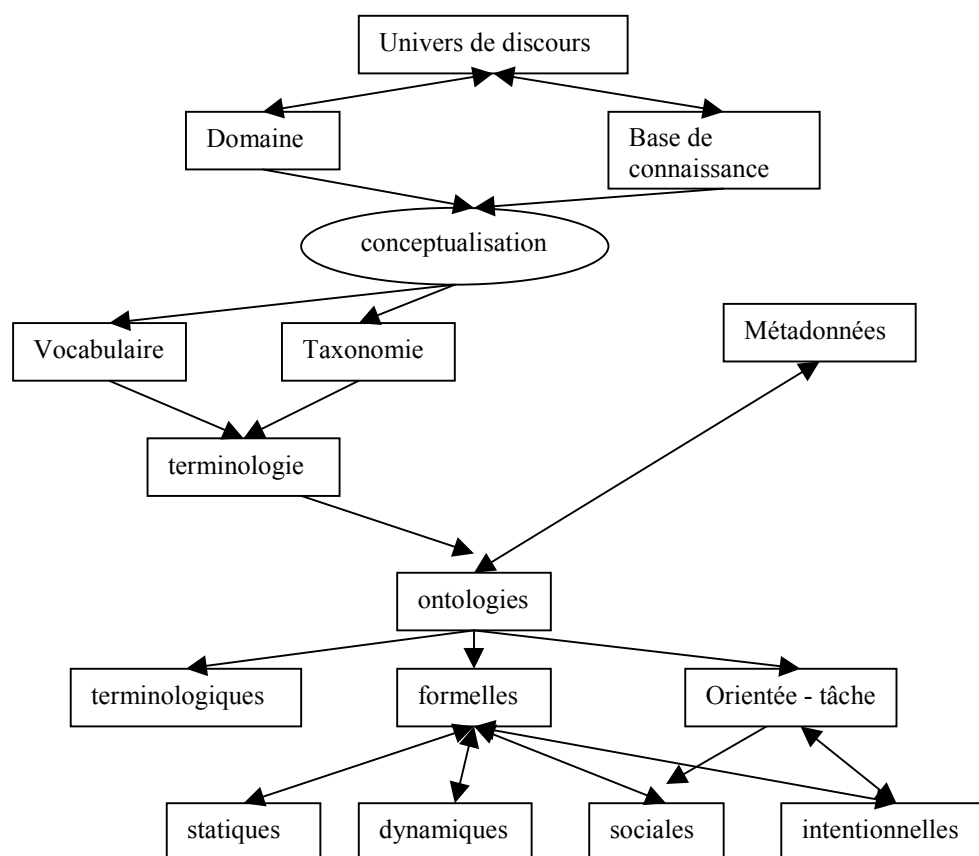 Univers de discours
Domaine
Base de
connaissance
conceptualisation
Vocabulaire
Taxonomie
Métadonnées
terminologie
ontologies
terminologiques
formelles
Orientée - tâche
statiques
dynamiques
sociales
intentionnelles